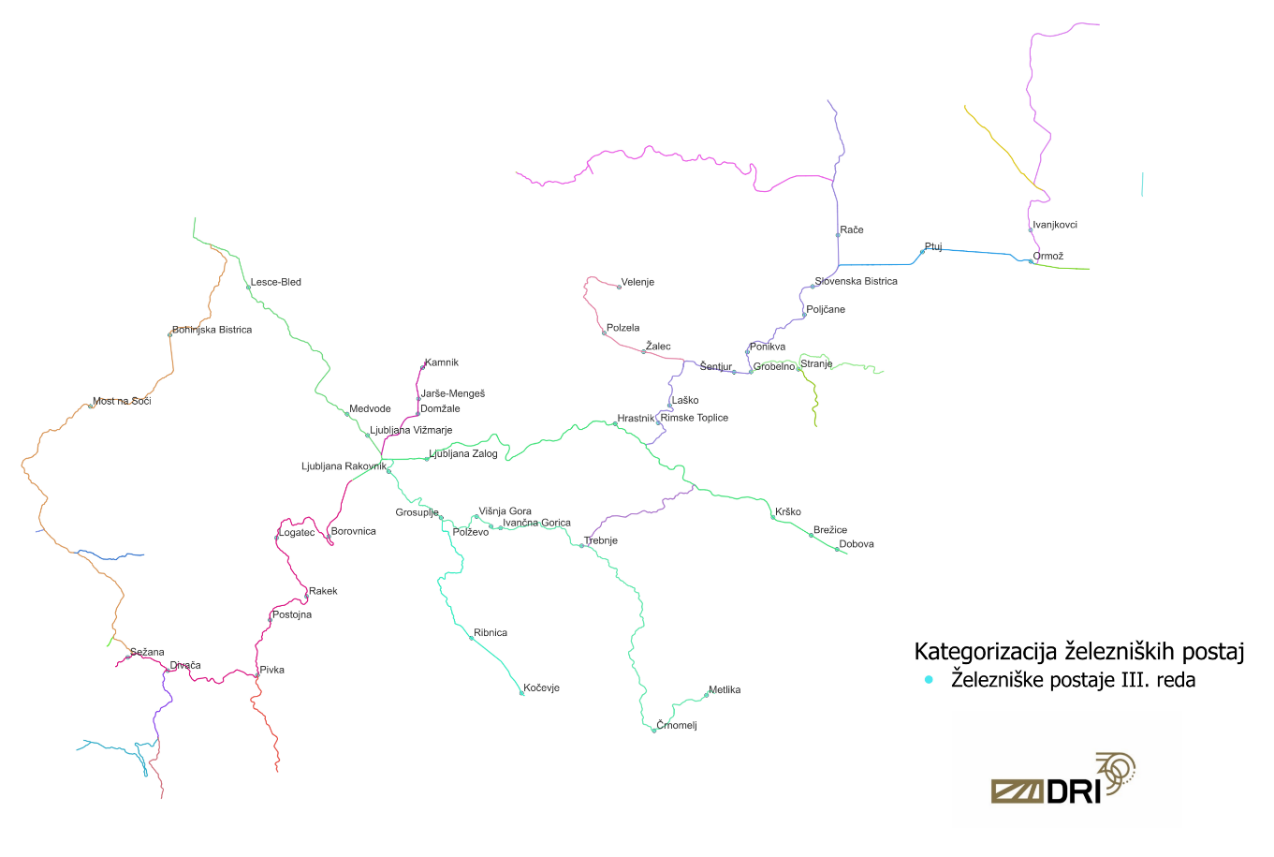 Rače
Ivanjkovci
Ptuj
Ormož
Lesce-Bled
Velenje
Slovenska Bistrica
Poljčane
Bohinjska Bistrica
Polzela
Žalec
Ponikva
Kamnik
Šentjur
Grobelno
Stranje
Jarše-Mengeš
Most na Soči
Medvode
Domžale
Laško
Hrastnik
Rimske Toplice
Ljubljana Vižmarje
Ljubljana Zalog
Ljubljana Rakovnik
Grosuplje
Višnja Gora
Krško
Polževo
Ivančna Gorica
Logatec
Borovnica
Brežice
Trebnje
Dobova
Rakek
Postojna
Ribnica
Sežana
Divača
Pivka
Kočevje
Metlika
Črnomelj
Kategorizacija železniških postaj
Železniške postaje III. reda
DRI
30